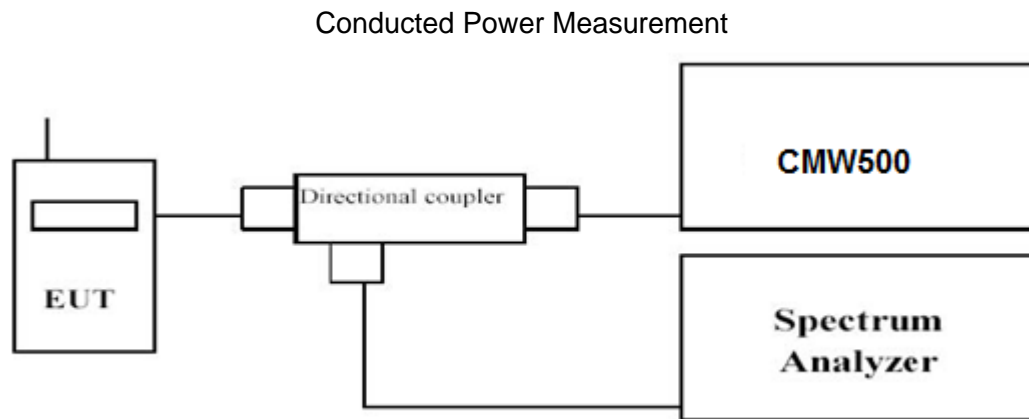 Conducted Power Measurement
CMW500
Directional coupler
EUT
Spectrum
Analyzer